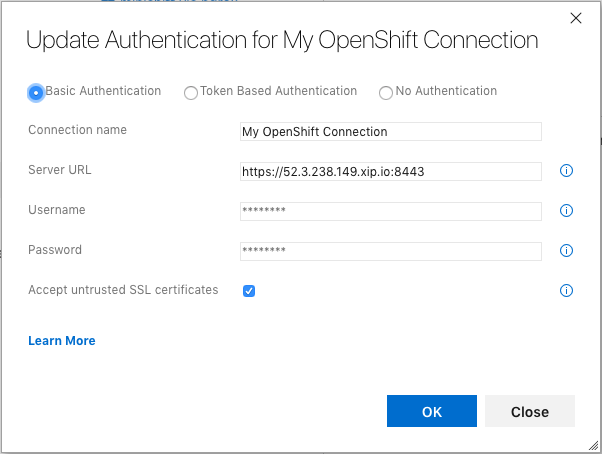 Update Authentication for My OpenShift Connection
Basic Authentication Token Based Authentication No Authentication
Connection name My OpenShift Connection
Server URL https://52.3.238.149.xip.io:8443
Username ********
Password ********
Accept untrusted SSL certificates
Learn More
OK Close